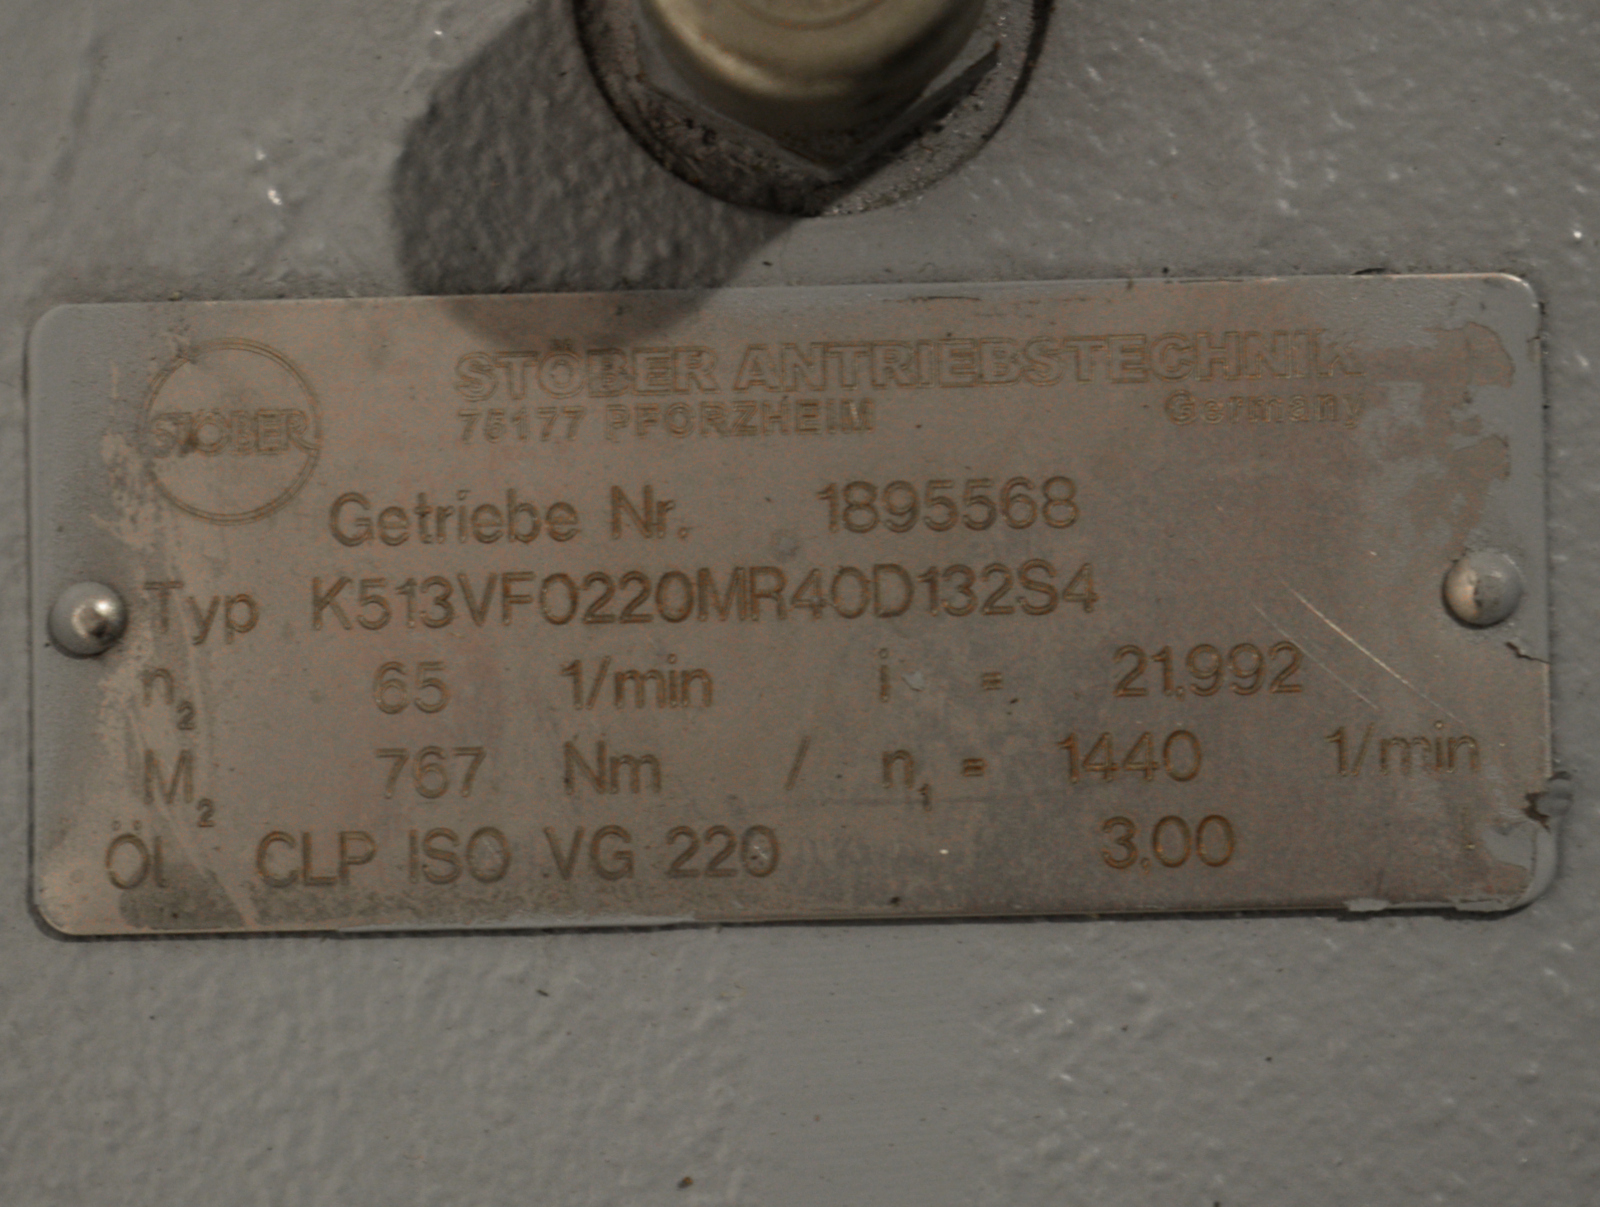 STÖBER
STÖBER ANTRIEBSTECHNIK
75177 PFORZHEIM Germany
Getriebe Nr. 1895568
Typ K513VF0220MR40D132S4
n₂ 65 1/min i = 21.992
M₂ 767 Nm / n₁ = 1440 1/min
Öl CLP ISO VG 220 3.00 l